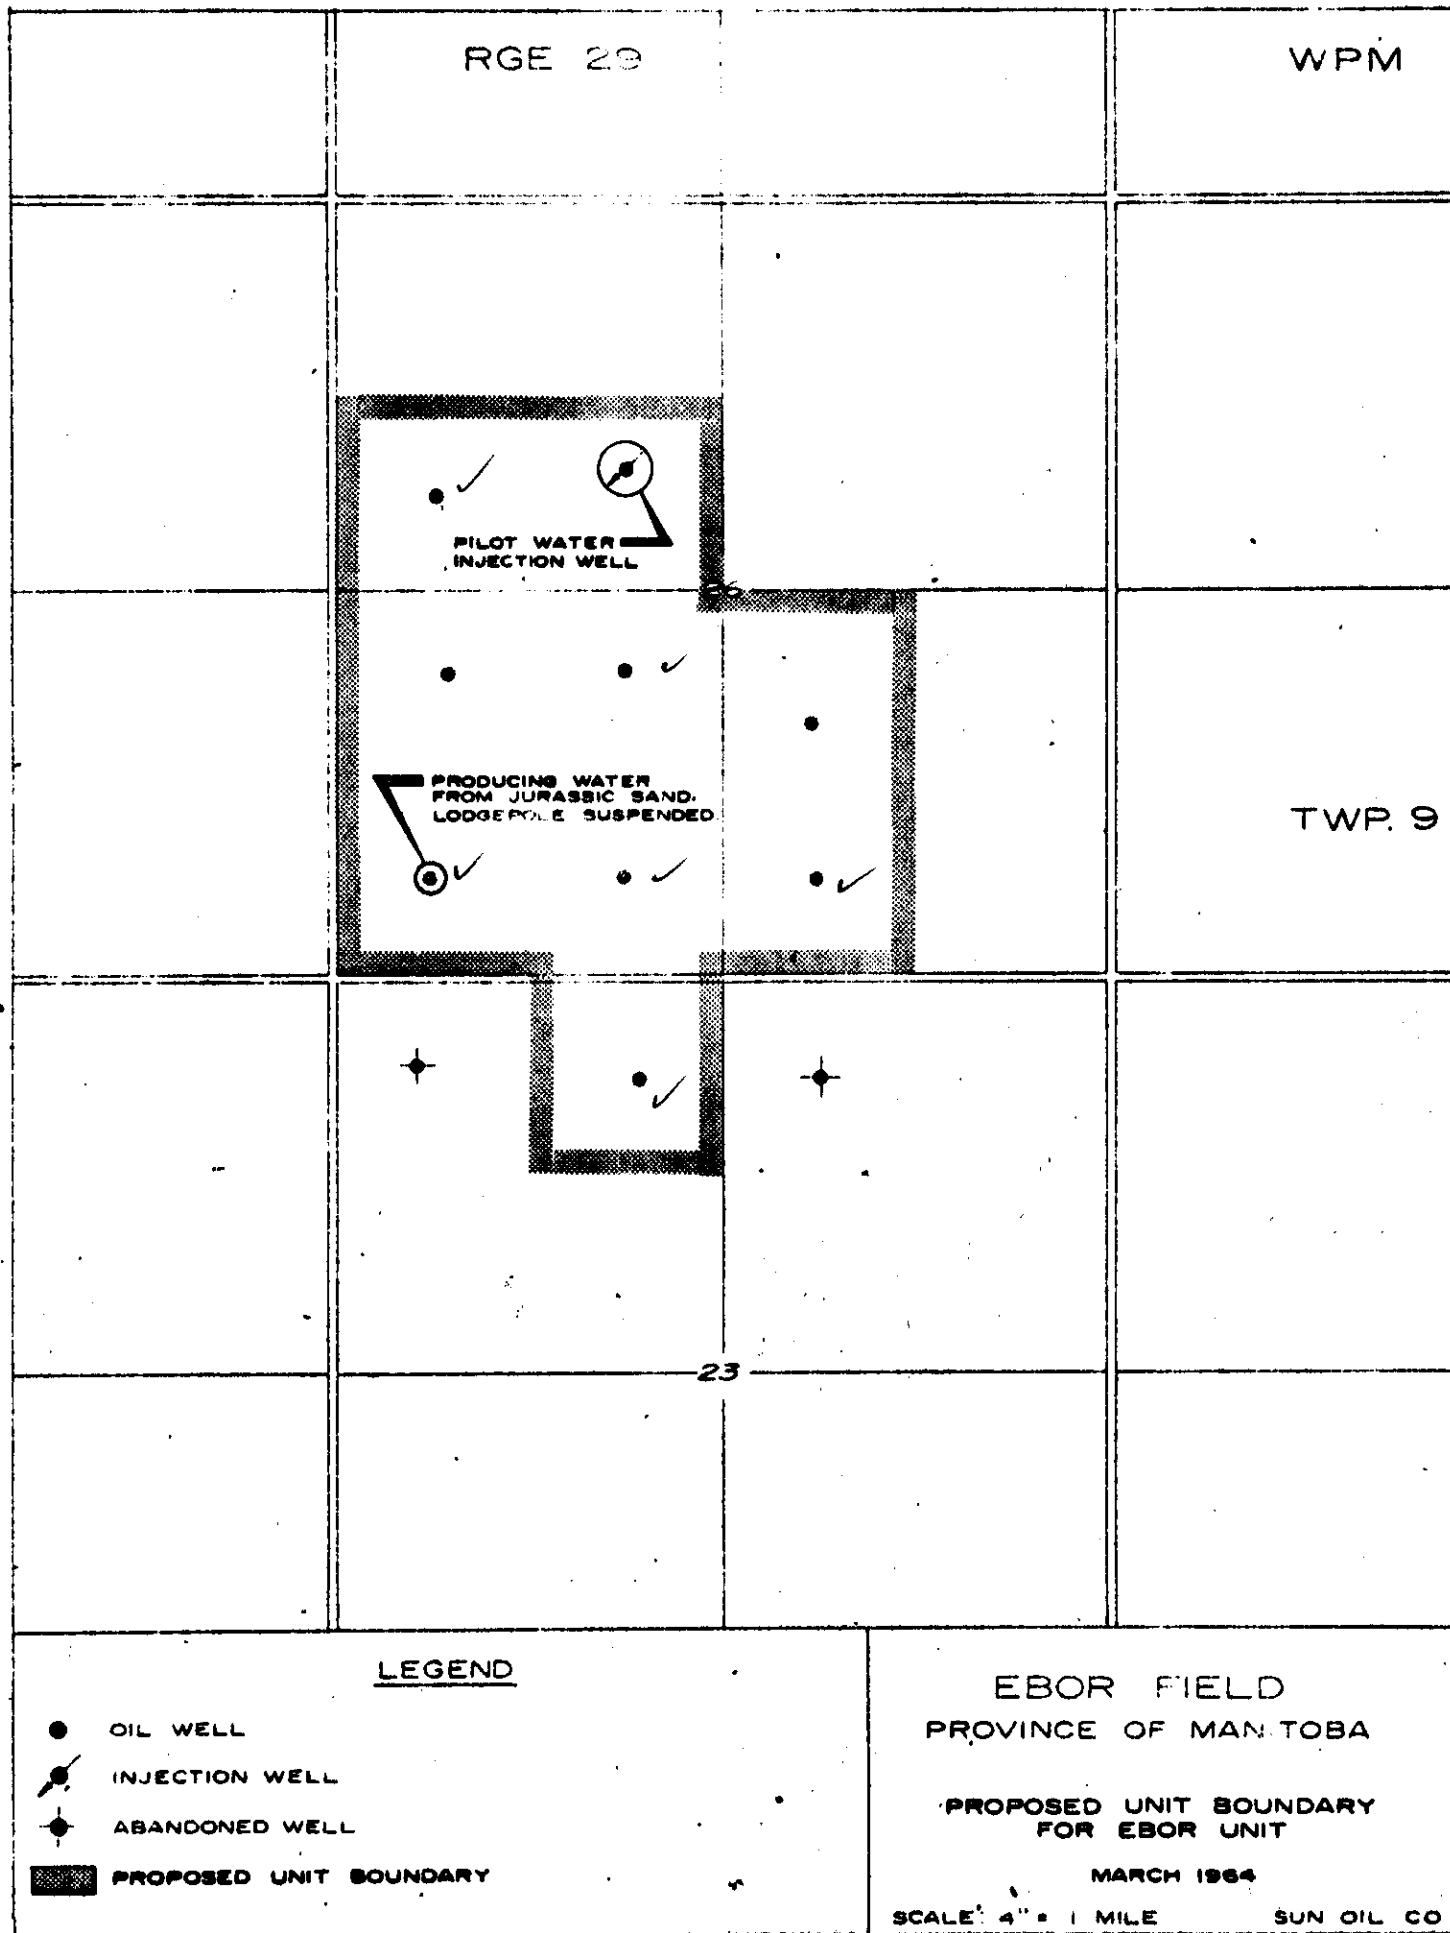 RGE 29 WPM
PILOT WATER
INJECTION WELL
26
PRODUCING WATER
FROM JURASSIC SAND.
LODGEPOLE SUSPENDED.
TWP. 9
23
LEGEND
OIL WELL
INJECTION WELL
ABANDONED WELL
PROPOSED UNIT BOUNDARY
EBOR FIELD
PROVINCE OF MANITOBA
PROPOSED UNIT BOUNDARY
FOR EBOR UNIT
MARCH 1964
SCALE: 4" = 1 MILE SUN OIL CO